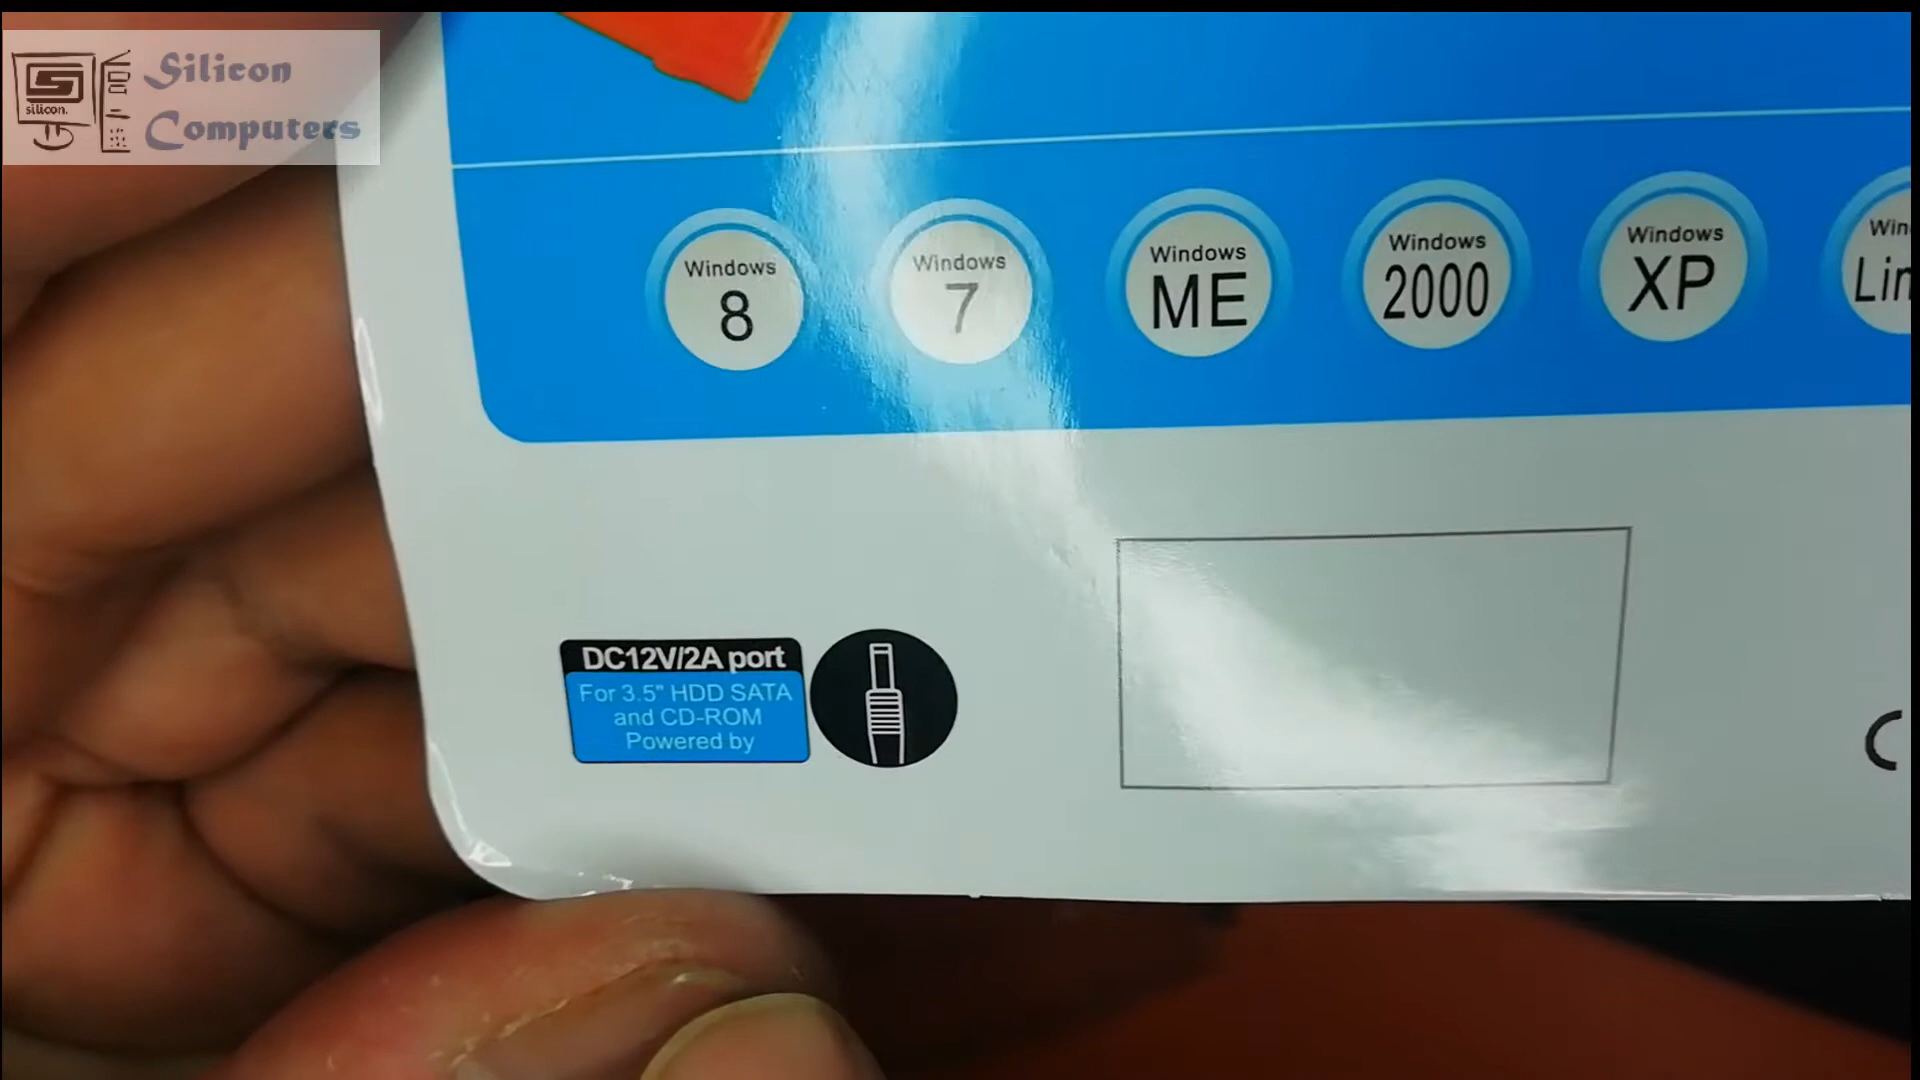 silicon.
Silicon
Computers
Windows
8
Windows
7
Windows
ME
Windows
2000
Windows
XP
DC12V/2A port
For 3.5" HDD SATA
and CD-ROM
Powered by